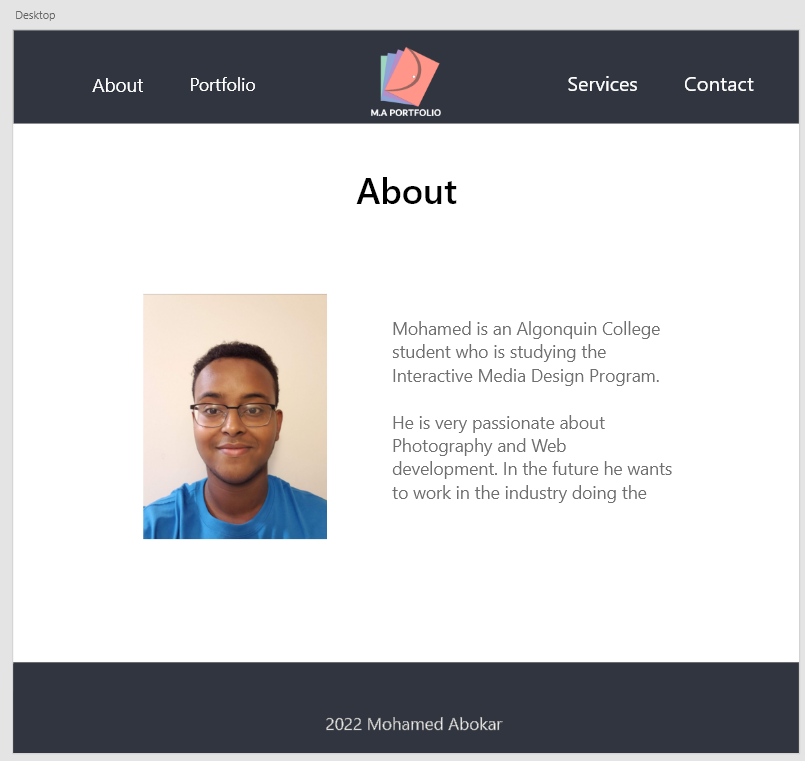 Desktop
About
Portfolio
M.A PORTFOLIO
Services
Contact
About
Mohamed is an Algonquin College
student who is studying the
Interactive Media Design Program.
He is very passionate about
Photography and Web
development. In the future he wants
to work in the industry doing the
2022 Mohamed Abokar